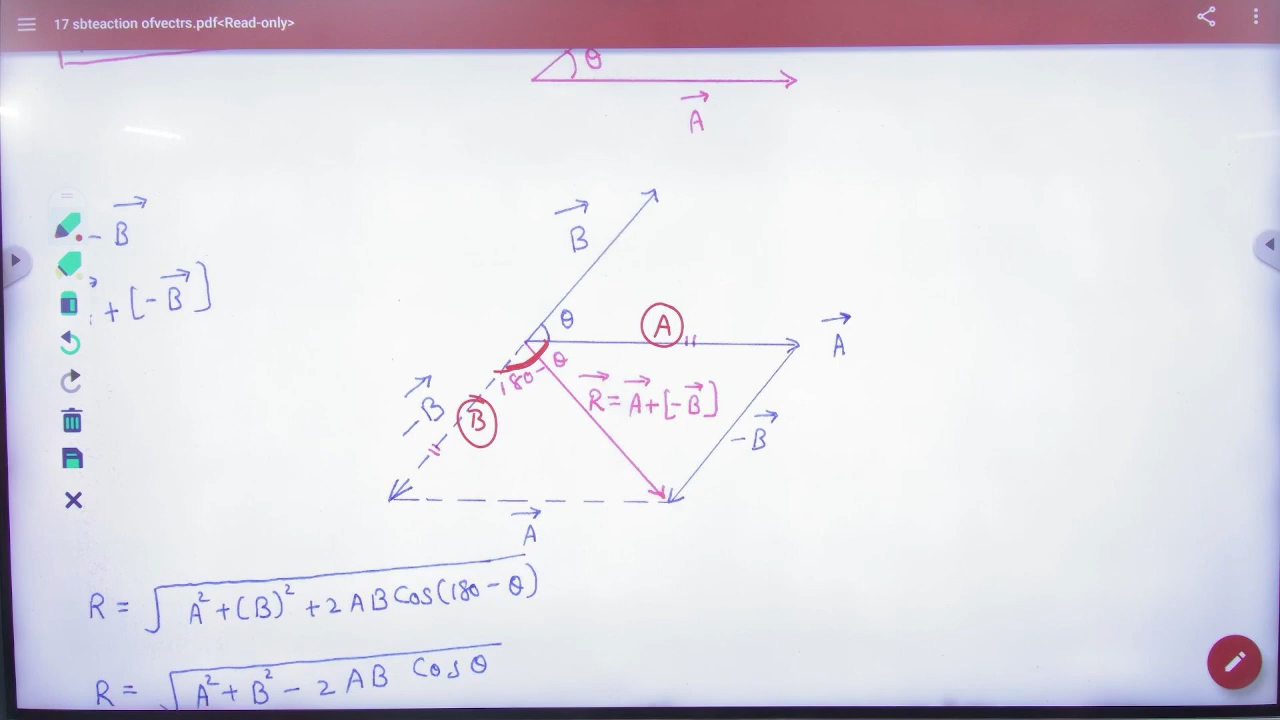 17 sbteaction ofvectrs.pdf<Read-only>
θ
A
- B
+ [-B]
B
θ
A
A
180-θ
R = A + [-B]
-B
B
-B
A
R = √A² + (B)² + 2 A B Cos(180 - θ)
R = √A² + B² - 2 A B Cos θ